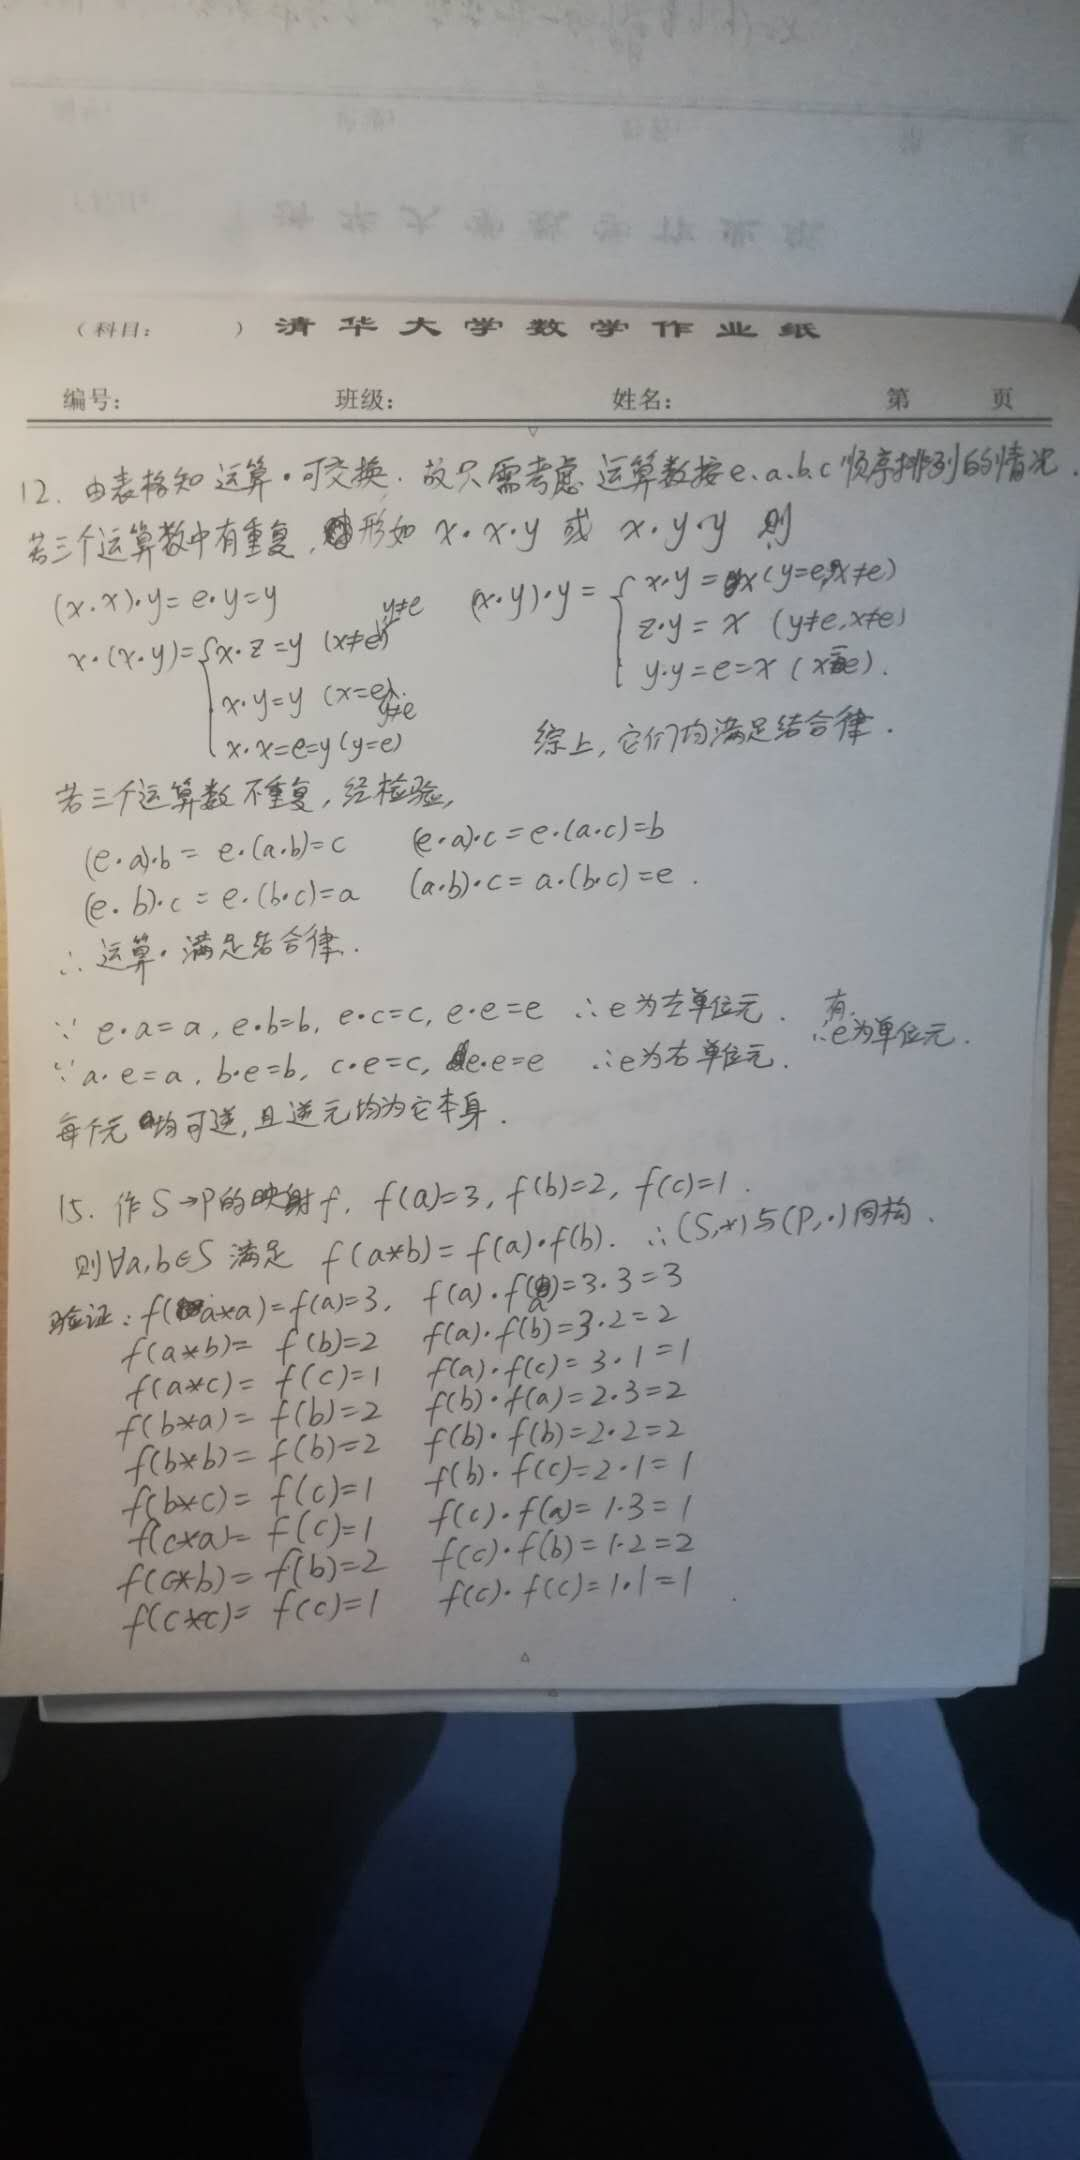 （科目： ） 清华大学数学作业纸
编号： 班级： 姓名： 第 页
12. 由表格知 运算·可交换. 故只需考虑 运算数按 e、a、b、c 顺序排列的情况.
若三个运算数中有重复, 形如 x·x·y 或 x·y·y 则
(x·x)·y=e·y=y (x·y)·y= { x·y=x (y=e, x≠e)
x·(x·y)= { x·z=y (x≠e, y≠e) z·y=x (y≠e, x≠e)
x·y=y (x=e, y≠e) y·y=e=x (x=e).
x·x=e=y (y=e) 综上, 它们均满足结合律.
若三个运算数不重复, 经检验,
(e·a)·b = e·(a·b)=c (e·a)·c = e·(a·c)=b
(e·b)·c = e·(b·c)=a (a·b)·c = a·(b·c)=e.
∴ 运算·满足结合律.
∵ e·a=a, e·b=b, e·c=c, e·e=e ∴e为左单位元. 有
∵ a·e=a, b·e=b, c·e=c, e·e=e ∴e为右单位元. ∴e为单位元.
每个元均可逆, 且逆元均为它本身.
15. 作 S→P的映射f, f(a)=3, f(b)=2, f(c)=1.
则∀a,b∈S 满足 f(a*b)=f(a)·f(b). ∴(S,*)与(P,·)同构.
验证: f(a*a)=f(a)=3, f(a)·f(a)=3·3=3
f(a*b)= f(b)=2 f(a)·f(b)=3·2=2
f(a*c)= f(c)=1 f(a)·f(c)=3·1=1
f(b*a)= f(b)=2 f(b)·f(a)=2·3=2
f(b*b)= f(b)=2 f(b)·f(b)=2·2=2
f(b*c)= f(c)=1 f(b)·f(c)=2·1=1
f(c*a)= f(c)=1 f(c)·f(a)=1·3=1
f(c*b)= f(b)=2 f(c)·f(b)=1·2=2
f(c*c)= f(c)=1 f(c)·f(c)=1·1=1